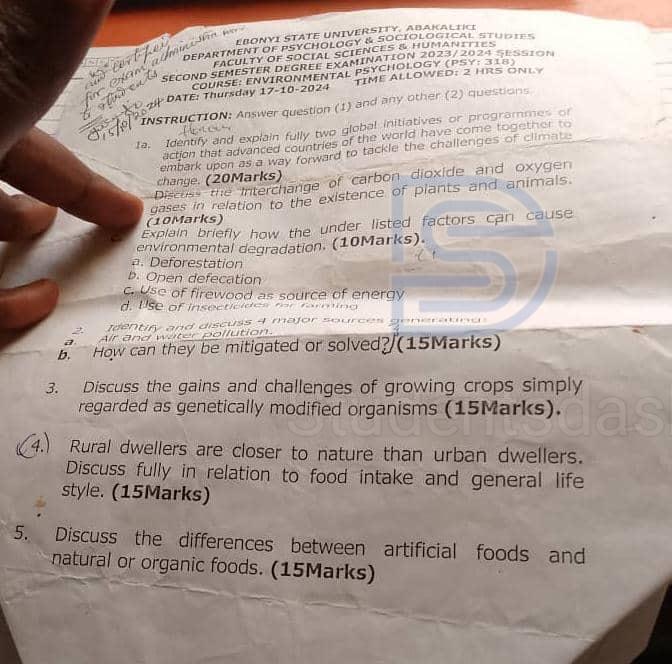 for exam administration
to students
15/10/2024
EBONYI STATE UNIVERSITY, ABAKALIKI
DEPARTMENT OF PSYCHOLOGY & SOCIOLOGICAL STUDIES
FACULTY OF SOCIAL SCIENCES & HUMANITIES
SECOND SEMESTER DEGREE EXAMINATION 2023/2024 SESSION
COURSE: ENVIRONMENTAL PSYCHOLOGY (PSY: 318)
DATE: Thursday 17-10-2024 TIME ALLOWED: 2 HRS ONLY
INSTRUCTION: Answer question (1) and any other (2) questions.
1a. Identify and explain fully two global initiatives or programmes of
action that advanced countries of the world have come together to
embark upon as a way forward to tackle the challenges of climate
change. (20Marks)
Discuss the interchange of carbon dioxide and oxygen
gases in relation to the existence of plants and animals.
(10Marks)
Explain briefly how the under listed factors can cause
environmental degradation. (10Marks).
a. Deforestation
b. Open defecation
c. Use of firewood as source of energy
d. Use of insecticides for farming
2. Identify and discuss 4 major sources generating:
a. Air and water pollution.
b. How can they be mitigated or solved? (15Marks)
3. Discuss the gains and challenges of growing crops simply
regarded as genetically modified organisms (15Marks).
4.) Rural dwellers are closer to nature than urban dwellers.
Discuss fully in relation to food intake and general life
style. (15Marks)
5. Discuss the differences between artificial foods and
natural or organic foods. (15Marks)